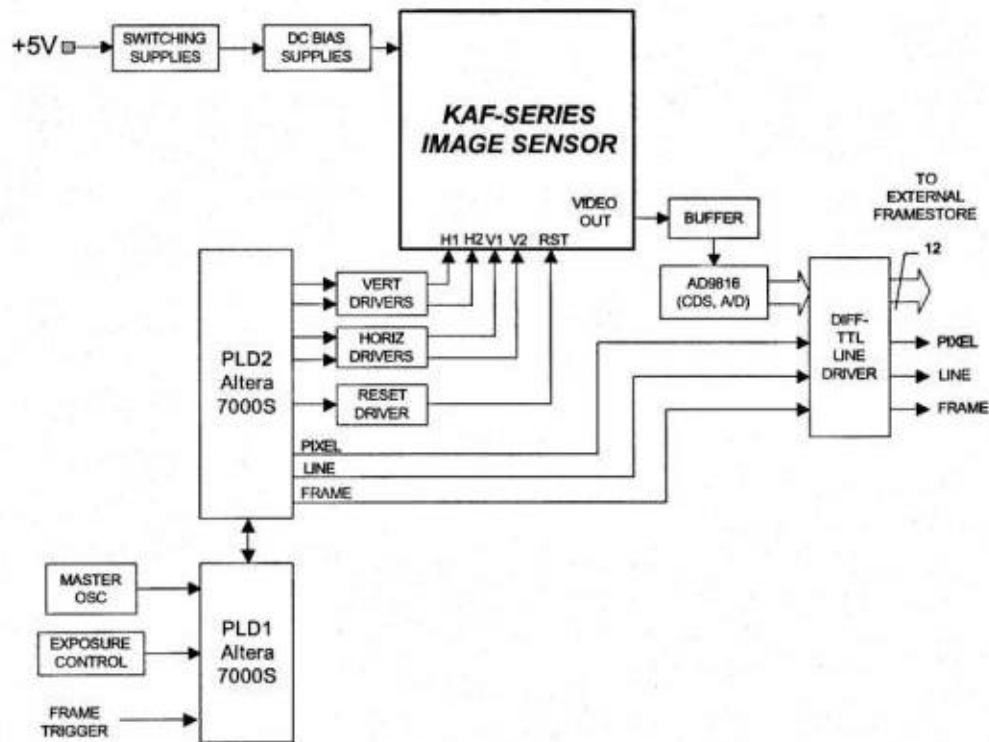 +5V
SWITCHING
SUPPLIES
DC BIAS
SUPPLIES
KAF-SERIES
IMAGE SENSOR
VIDEO
OUT
H1 H2 V1 V2 RST
BUFFER
TO
EXTERNAL
FRAMESTORE
12
AD9816
(CDS, A/D)
VERT
DRIVERS
HORIZ
DRIVERS
RESET
DRIVER
PLD2
Altera
7000S
DIFF-
TTL
LINE
DRIVER
PIXEL
LINE
FRAME
PIXEL
LINE
FRAME
MASTER
OSC
EXPOSURE
CONTROL
FRAME
TRIGGER
PLD1
Altera
7000S